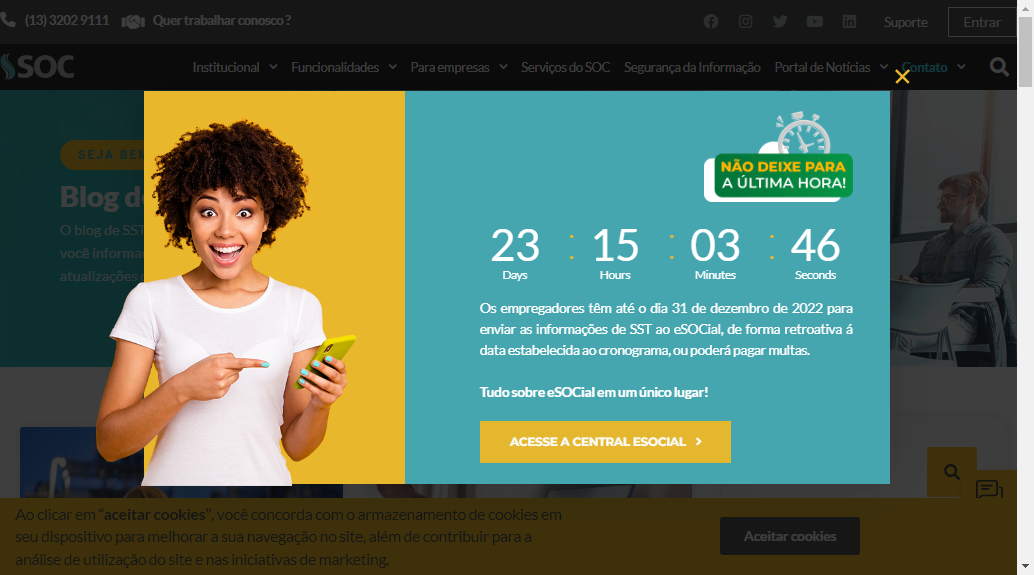 (13) 3202 9111 Quer trabalhar conosco ? Suporte Entrar
SOC Institucional Funcionalidades Para empresas Serviços do SOC Segurança da Informação Portal de Notícias Contato
SEJA BEM
Blog d
O blog de SST
você informa
atualizações
NÃO DEIXE PARA
A ÚLTIMA HORA!
23 : 15 : 03 : 46
Days Hours Minutes Seconds
Os empregadores têm até o dia 31 de dezembro de 2022 para
enviar as informações de SST ao eSOCial, de forma retroativa á
data estabelecida ao cronograma, ou poderá pagar multas.
Tudo sobre eSOCial em um único lugar!
ACESSE A CENTRAL ESOCIAL
Ao clicar em “aceitar cookies”, você concorda com o armazenamento de cookies em
seu dispositivo para melhorar a sua navegação no site, além de contribuir para a
análise de utilização do site e nas iniciativas de marketing.
Aceitar cookies